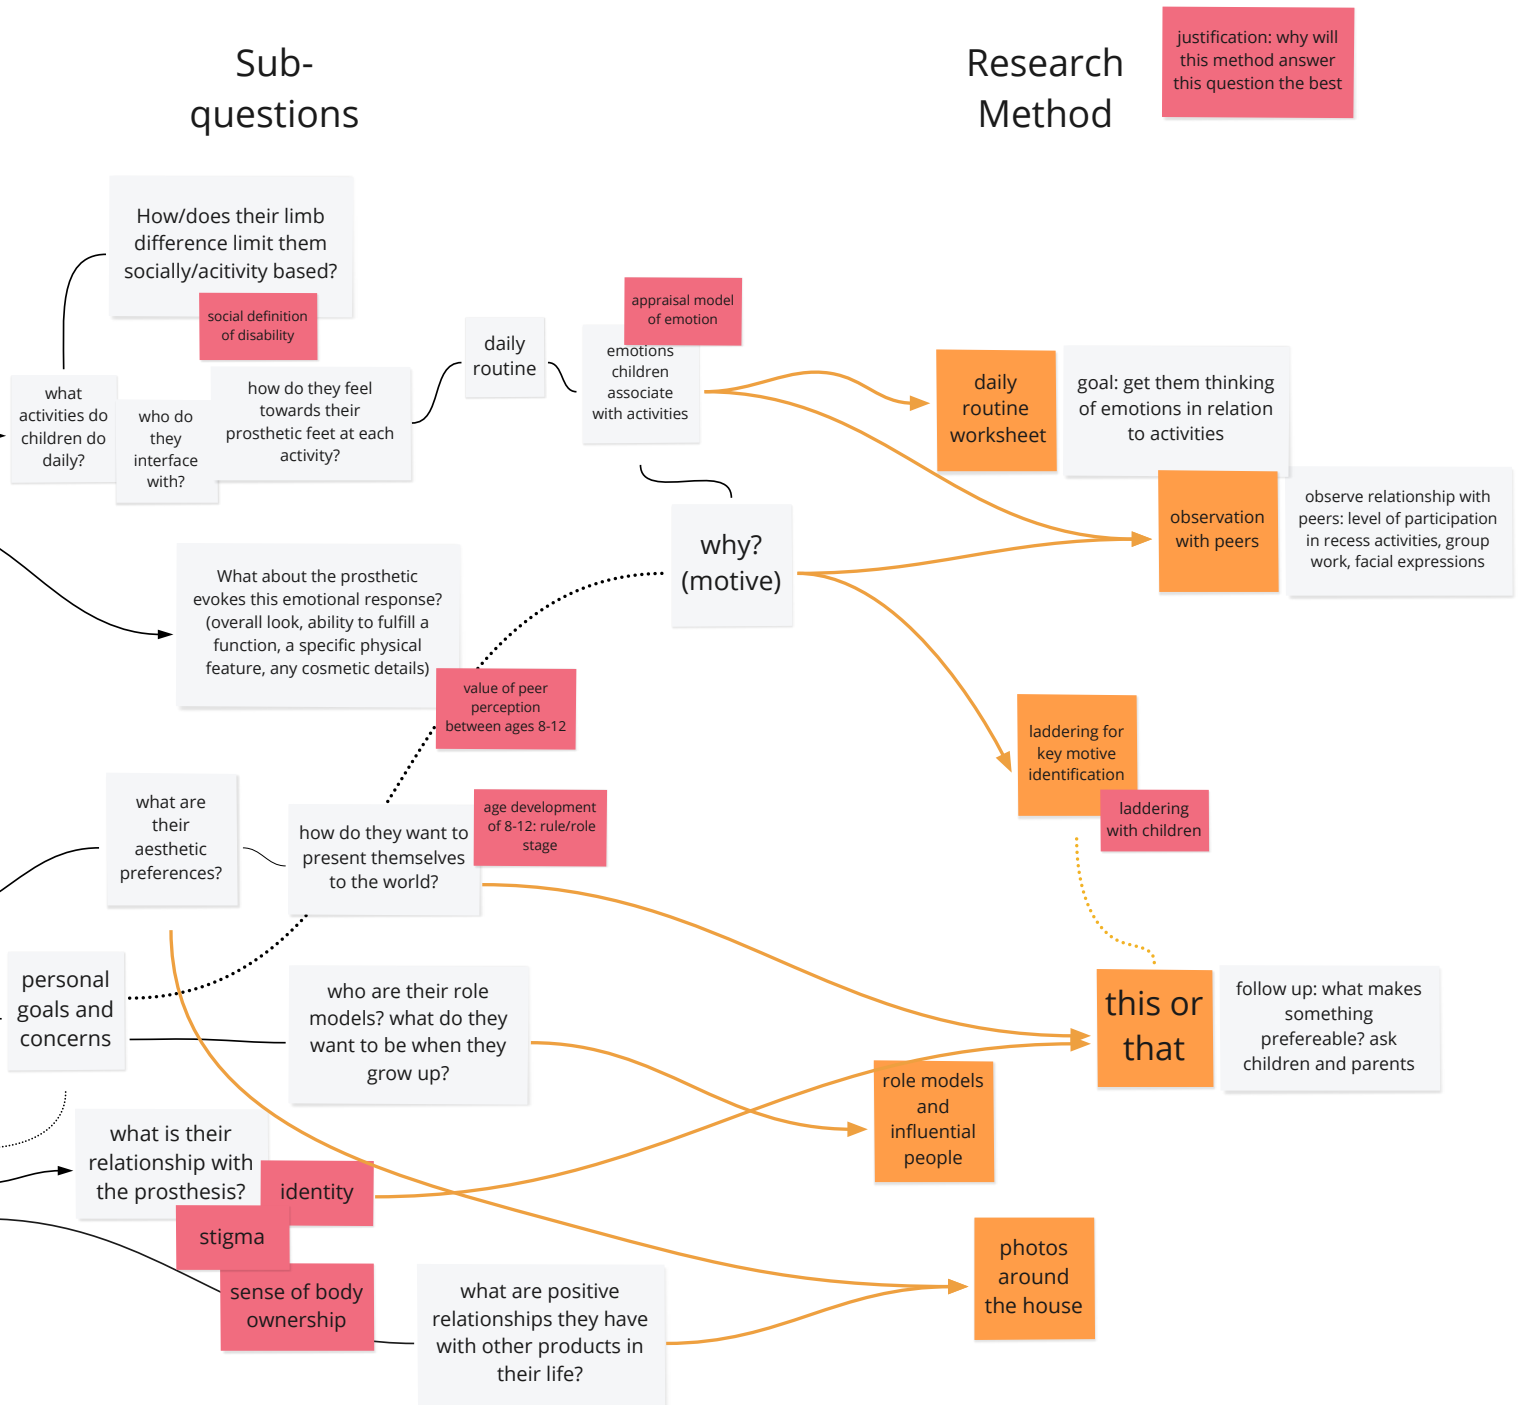 Sub-
questions
Research
Method
justification: why will
this method answer
this question the best
How/does their limb
difference limit them
socially/acitivity based?
social definition
of disability
what
activities do
children do
daily?
who do
they
interface
with?
how do they feel
towards their
prosthetic feet at each
activity?
daily
routine
appraisal model
of emotion
emotions
children
associate
with activities
daily
routine
worksheet
goal: get them thinking
of emotions in relation
to activities
observation
with peers
observe relationship with
peers: level of participation
in recess activities, group
work, facial expressions
why?
(motive)
What about the prosthetic
evokes this emotional response?
(overall look, ability to fulfill a
function, a specific physical
feature, any cosmetic details)
value of peer
perception
between ages 8-12
laddering for
key motive
identification
laddering
with children
what are
their
aesthetic
preferences?
how do they want to
present themselves
to the world?
age development
of 8-12: rule/role
stage
personal
goals and
concerns
who are their role
models? what do they
want to be when they
grow up?
this or
that
follow up: what makes
something
prefereable? ask
children and parents
role models
and
influential
people
what is their
relationship with
the prosthesis?
identity
stigma
sense of body
ownership
what are positive
relationships they have
with other products in
their life?
photos
around
the house